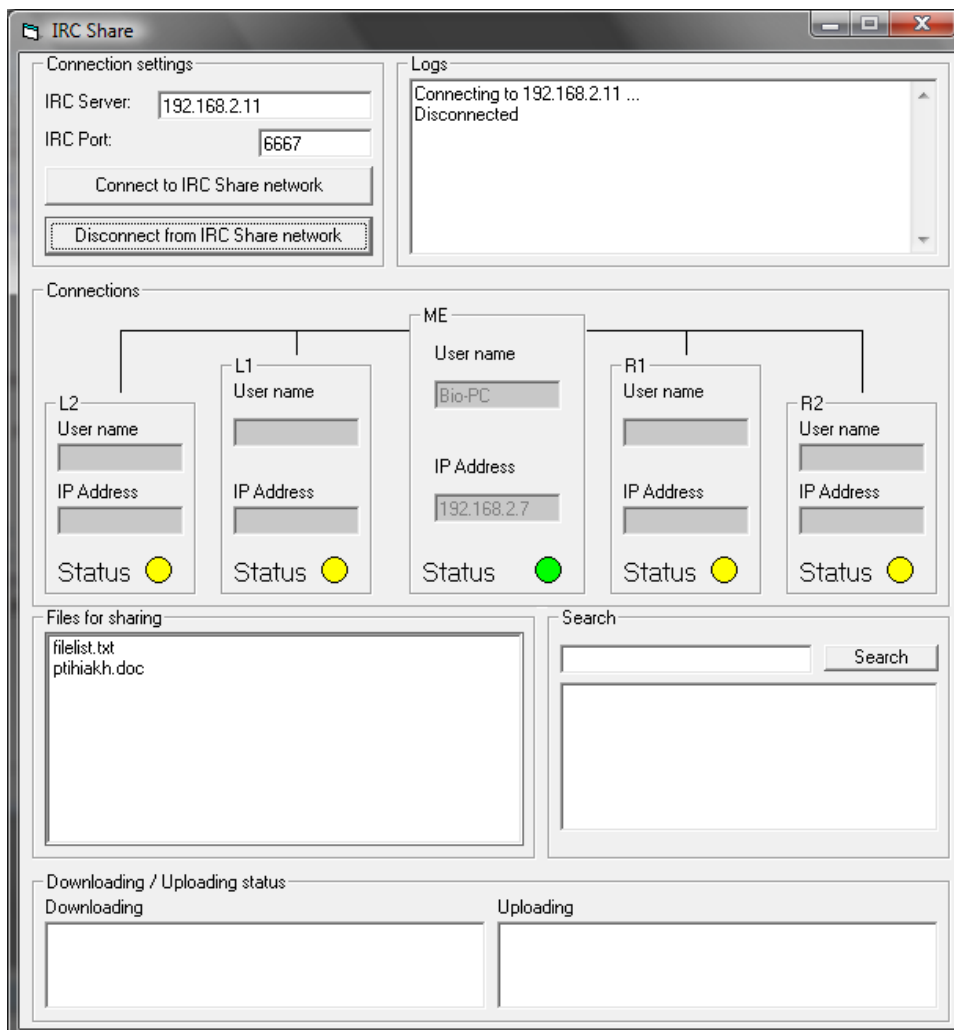 IRC Share
Connection settings
IRC Server: 192.168.2.11
IRC Port: 6667
Connect to IRC Share network
Disconnect from IRC Share network
Logs
Connecting to 192.168.2.11 ...
Disconnected
Connections
L2
User name
IP Address
Status
L1
User name
IP Address
Status
ME
User name
Bio-PC
IP Address
192.168.2.7
Status
R1
User name
IP Address
Status
R2
User name
IP Address
Status
Files for sharing
filelist.txt
ptihiakh.doc
Search
Search
Downloading / Uploading status
Downloading
Uploading